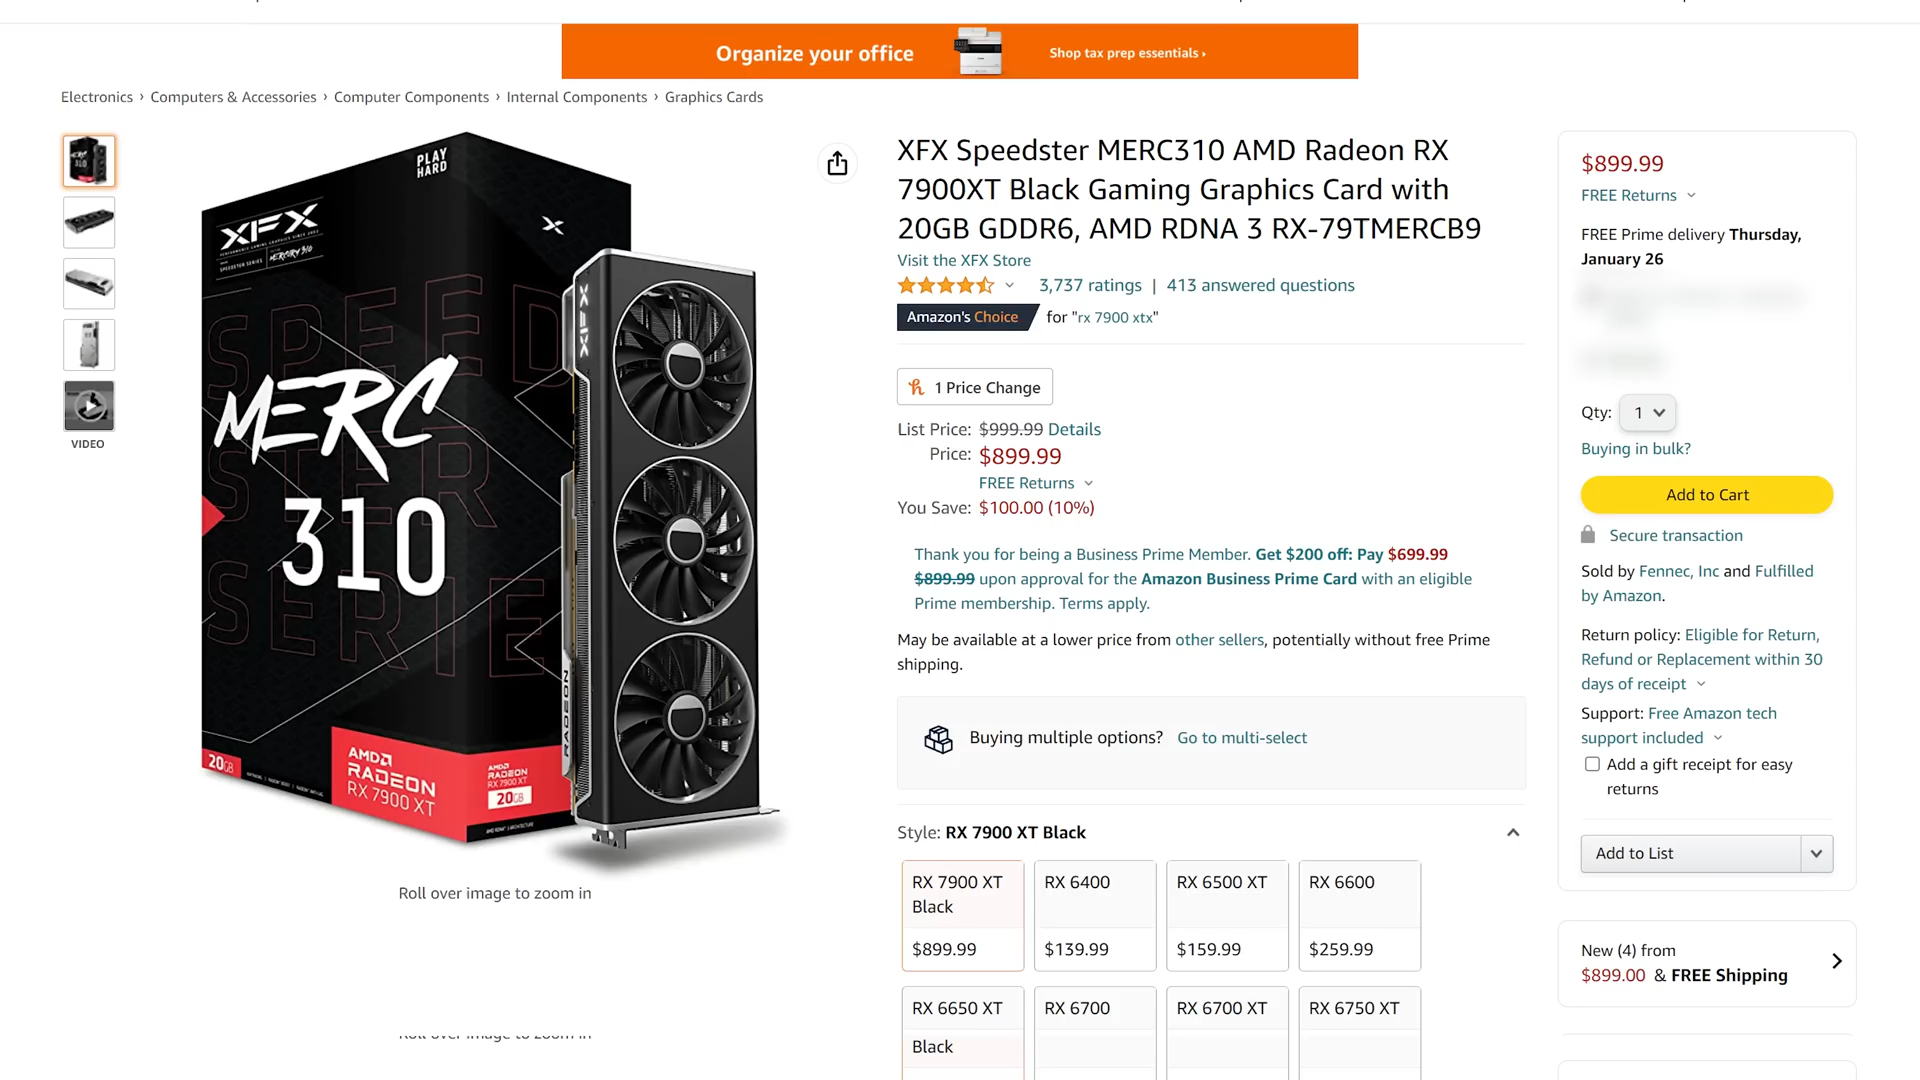 Organize your office
Shop tax prep essentials ›
Electronics › Computers & Accessories › Computer Components › Internal Components › Graphics Cards
PLAY
HARD
XFX
SPEEDSTER SERIES
MERCURY 310
SPEED
STER
SERIE
MERC
310
20GB
AMD
RADEON
RX 7900 XT
AMD
RADEON
RX 7900 XT
20GB
XFX
RADEON
VIDEO
Roll over image to zoom in
XFX Speedster MERC310 AMD Radeon RX
7900XT Black Gaming Graphics Card with
20GB GDDR6, AMD RDNA 3 RX-79TMERCB9
Visit the XFX Store
3,737 ratings | 413 answered questions
Amazon's Choice for "rx 7900 xtx"
1 Price Change
List Price: $999.99 Details
Price: $899.99
FREE Returns
You Save: $100.00 (10%)
Thank you for being a Business Prime Member. Get $200 off: Pay $699.99
$899.99 upon approval for the Amazon Business Prime Card with an eligible
Prime membership. Terms apply.
May be available at a lower price from other sellers, potentially without free Prime
shipping.
Buying multiple options? Go to multi-select
Style: RX 7900 XT Black
RX 7900 XT
Black
$899.99
RX 6400
$139.99
RX 6500 XT
$159.99
RX 6600
$259.99
RX 6650 XT
Black
RX 6700
RX 6700 XT
RX 6750 XT
$899.99
FREE Returns
FREE Prime delivery Thursday,
January 26
Qty: 1
Buying in bulk?
Add to Cart
Secure transaction
Sold by Fennec, Inc and Fulfilled
by Amazon.
Return policy: Eligible for Return,
Refund or Replacement within 30
days of receipt
Support: Free Amazon tech
support included
Add a gift receipt for easy
returns
Add to List
New (4) from
$899.00 & FREE Shipping